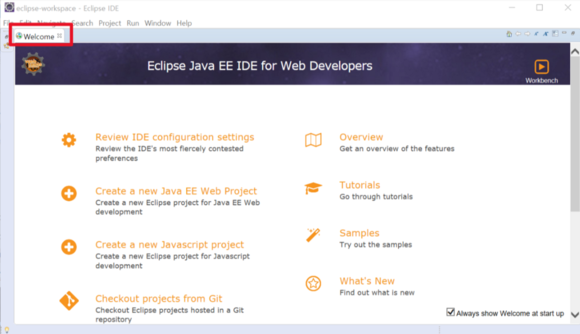 eclipse-workspace - Eclipse IDE
File Edit Navigate Search Project Run Window Help
Welcome
Eclipse Java EE IDE for Web Developers
Workbench
Review IDE configuration settings
Review the IDE's most fiercely contested
preferences
Overview
Get an overview of the features
Create a new Java EE Web Project
Create a new Eclipse project for Java EE Web
development
Tutorials
Go through tutorials
Create a new Javascript project
Create a new Eclipse project for Javascript
development
Samples
Try out the samples
Checkout projects from Git
Checkout Eclipse projects hosted in a Git
repository
What's New
Find out what is new
Always show Welcome at start up